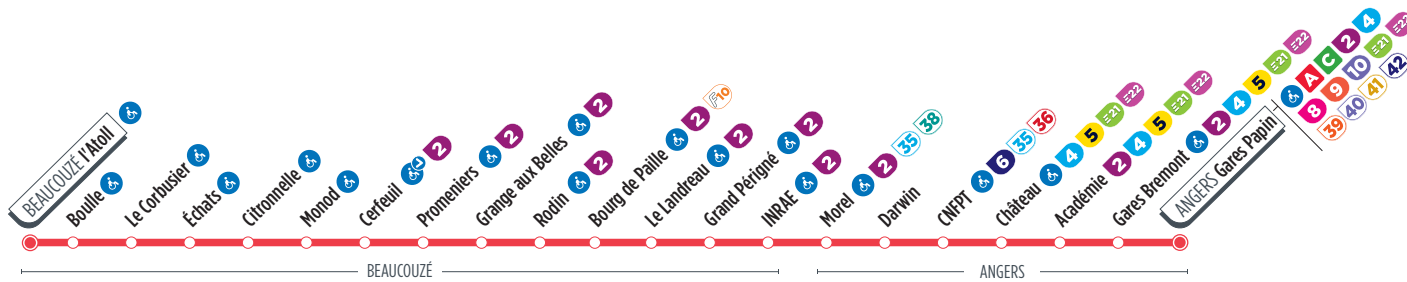 BEAUCOUZÉ l'Atoll
Boulle
Le Corbusier
Échats
Citronnelle
Monod
Cerfeuil 2
Promeniers 2
Grange aux Belles 2
Rodin 2
Bourg de Paille 2 F10
Le Landreau 2
Grand Périgné 2
INRAE 2
Morel 2 35 38
Darwin
CNFPT 6 35 36
Château 4 5 21 22
Académie 2 4 5 21 22
Gares Bremont 2 4 5 21 22
ANGERS Gares Papin
A C 2 4
8 9 10 21 22
39 40 41 42
BEAUCOUZÉ
ANGERS